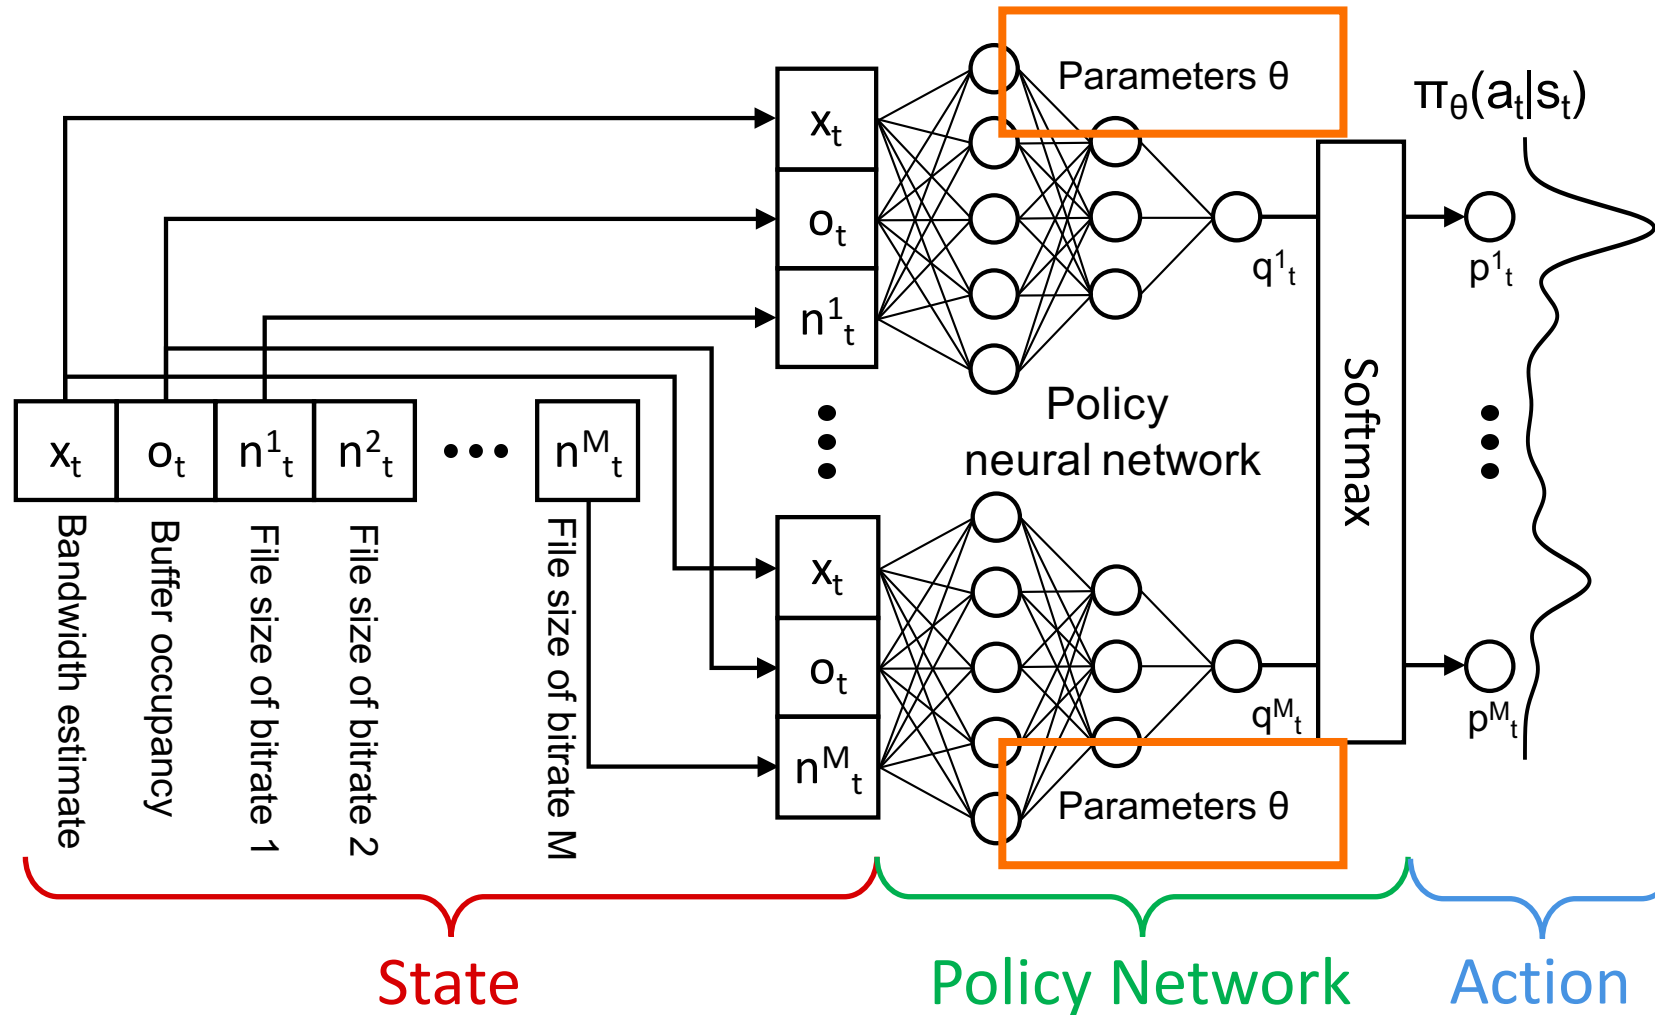 Parameters θ
πθ(at|st)
xt
ot
n1t
q1t
p1t
Policy
neural network
Softmax
xt
ot
n1t
n2t
•••
nMt
Bandwidth estimate
Buffer occupancy
File size of bitrate 1
File size of bitrate 2
File size of bitrate M
xt
ot
nMt
qMt
pMt
Parameters θ
State
Policy Network
Action